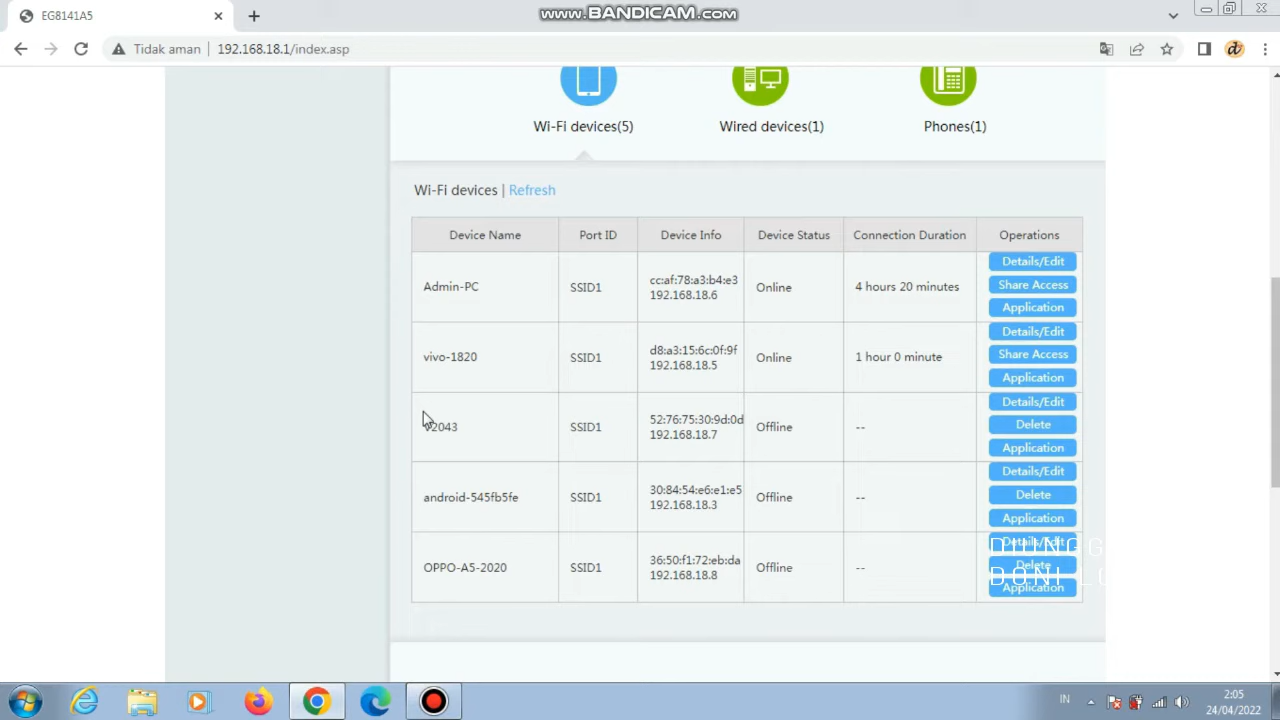 EG8141A5
www.BANDICAM.com
Tidak aman
192.168.18.1/index.asp
Wi-Fi devices(5)
Wired devices(1)
Phones(1)
Wi-Fi devices | Refresh
Device Name
Port ID
Device Info
Device Status
Connection Duration
Operations
Admin-PC
SSID1
cc:af:78:a3:b4:e3
192.168.18.6
Online
4 hours 20 minutes
Details/Edit
Share Access
Application
vivo-1820
SSID1
d8:a3:15:6c:0f:9f
192.168.18.5
Online
1 hour 0 minute
Details/Edit
Share Access
Application
V2043
SSID1
52:76:75:30:9d:0d
192.168.18.7
Offline
--
Details/Edit
Delete
Application
android-545fb5fe
SSID1
30:84:54:e6:e1:e5
192.168.18.3
Offline
--
Details/Edit
Delete
Application
OPPO-A5-2020
SSID1
36:50:f1:72:eb:da
192.168.18.8
Offline
--
Details/Edit
Delete
Application
DONI
IN
2:05
24/04/2022